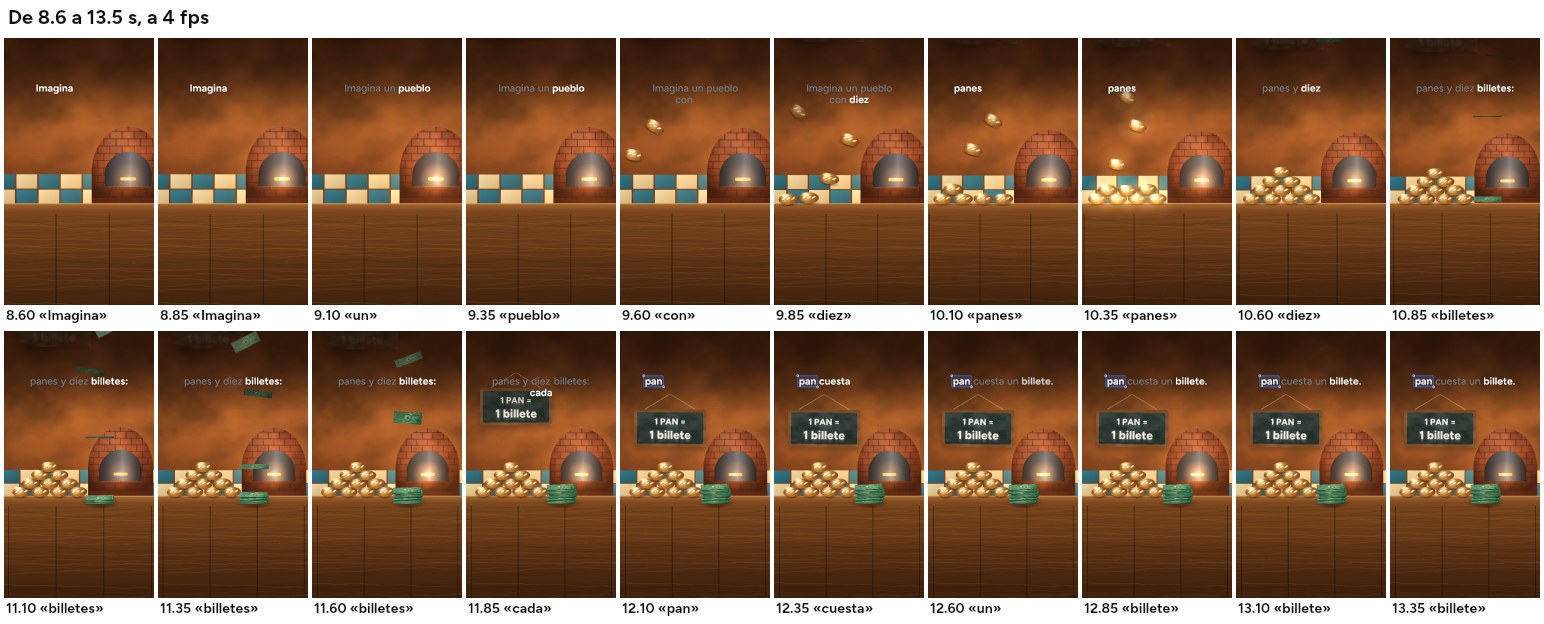 De 8.6 a 13.5 s, a 4 fps
Imagina
Imagina
Imagina un pueblo
Imagina un pueblo
Imagina un pueblo
con
Imagina un pueblo
con diez
panes
panes
panes y diez
panes y diez billetes:
8.60 «Imagina»
8.85 «Imagina»
9.10 «un»
9.35 «pueblo»
9.60 «con»
9.85 «diez»
10.10 «panes»
10.35 «panes»
10.60 «diez»
10.85 «billetes»
panes y diez billetes:
panes y diez billetes:
panes y diez billetes:
panes y diez billetes:
cada
1 PAN =
1 billete
pan
1 PAN =
1 billete
pan cuesta
1 PAN =
1 billete
pan cuesta un billete.
1 PAN =
1 billete
pan cuesta un billete.
1 PAN =
1 billete
pan cuesta un billete.
1 PAN =
1 billete
pan cuesta un billete.
1 PAN =
1 billete
11.10 «billetes»
11.35 «billetes»
11.60 «billetes»
11.85 «cada»
12.10 «pan»
12.35 «cuesta»
12.60 «un»
12.85 «billete»
13.10 «billete»
13.35 «billete»